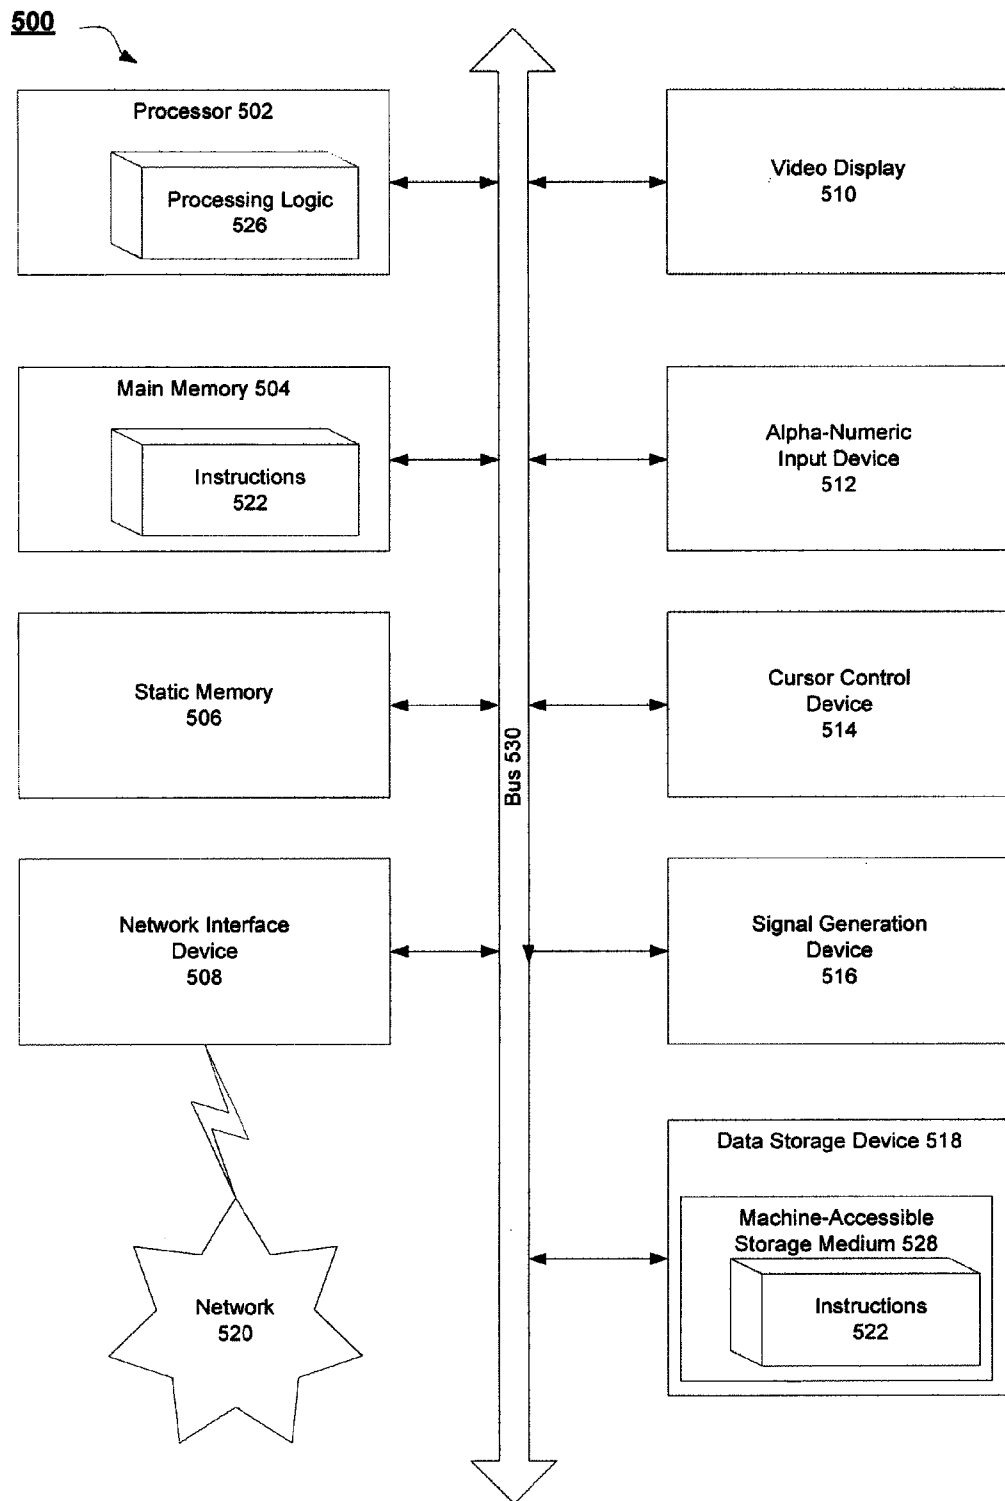 500
Processor 502
Processing Logic
526
Video Display
510
Main Memory 504
Instructions
522
Alpha-Numeric
Input Device
512
Static Memory
506
Cursor Control
Device
514
Bus 530
Network Interface
Device
508
Signal Generation
Device
516
Data Storage Device 518
Machine-Accessible
Storage Medium 528
Instructions
522
Network
520